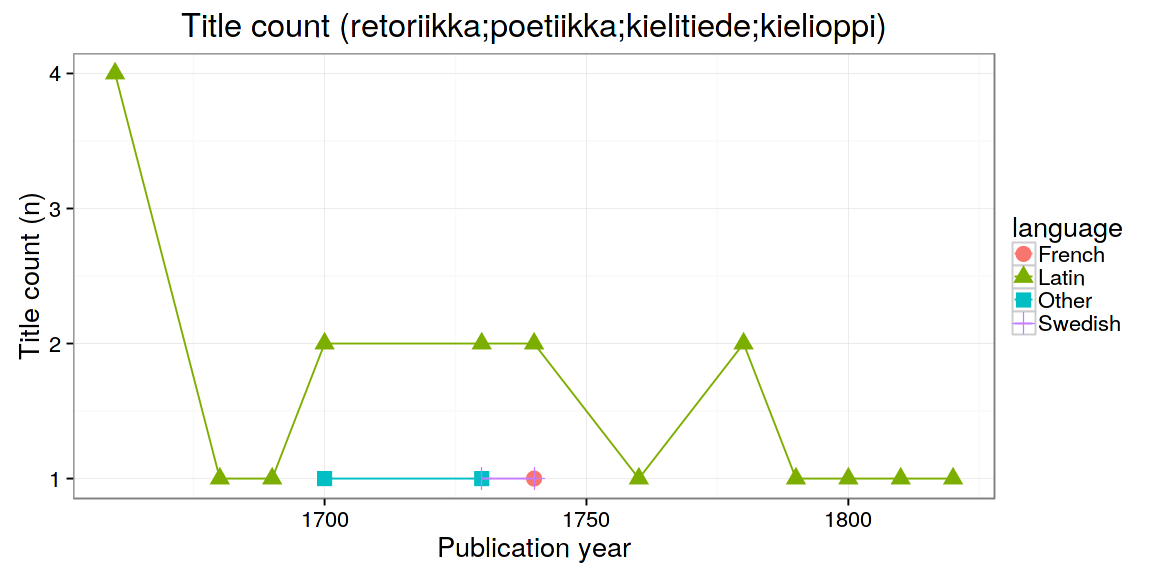 Title count (retoriikka;poetiikka;kielitiede;kielioppi)
Title count (n)
4
3
2
1
1700
1750
1800
Publication year
language
French
Latin
Other
Swedish